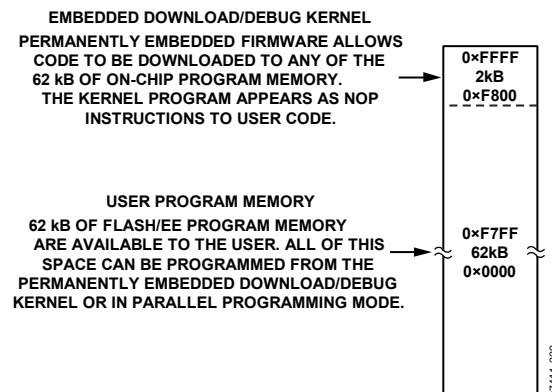 EMBEDDED DOWNLOAD/DEBUG KERNEL
PERMANENTLY EMBEDDED FIRMWARE ALLOWS
CODE TO BE DOWNLOADED TO ANY OF THE
62 kB OF ON-CHIP PROGRAM MEMORY.
THE KERNEL PROGRAM APPEARS AS NOP
INSTRUCTIONS TO USER CODE.
0×FFFF
2kB
0×F800
USER PROGRAM MEMORY
62 kB OF FLASH/EE PROGRAM MEMORY
ARE AVAILABLE TO THE USER. ALL OF THIS
SPACE CAN BE PROGRAMMED FROM THE
PERMANENTLY EMBEDDED DOWNLOAD/DEBUG
KERNEL OR IN PARALLEL PROGRAMMING MODE.
0×F7FF
62kB
0×0000